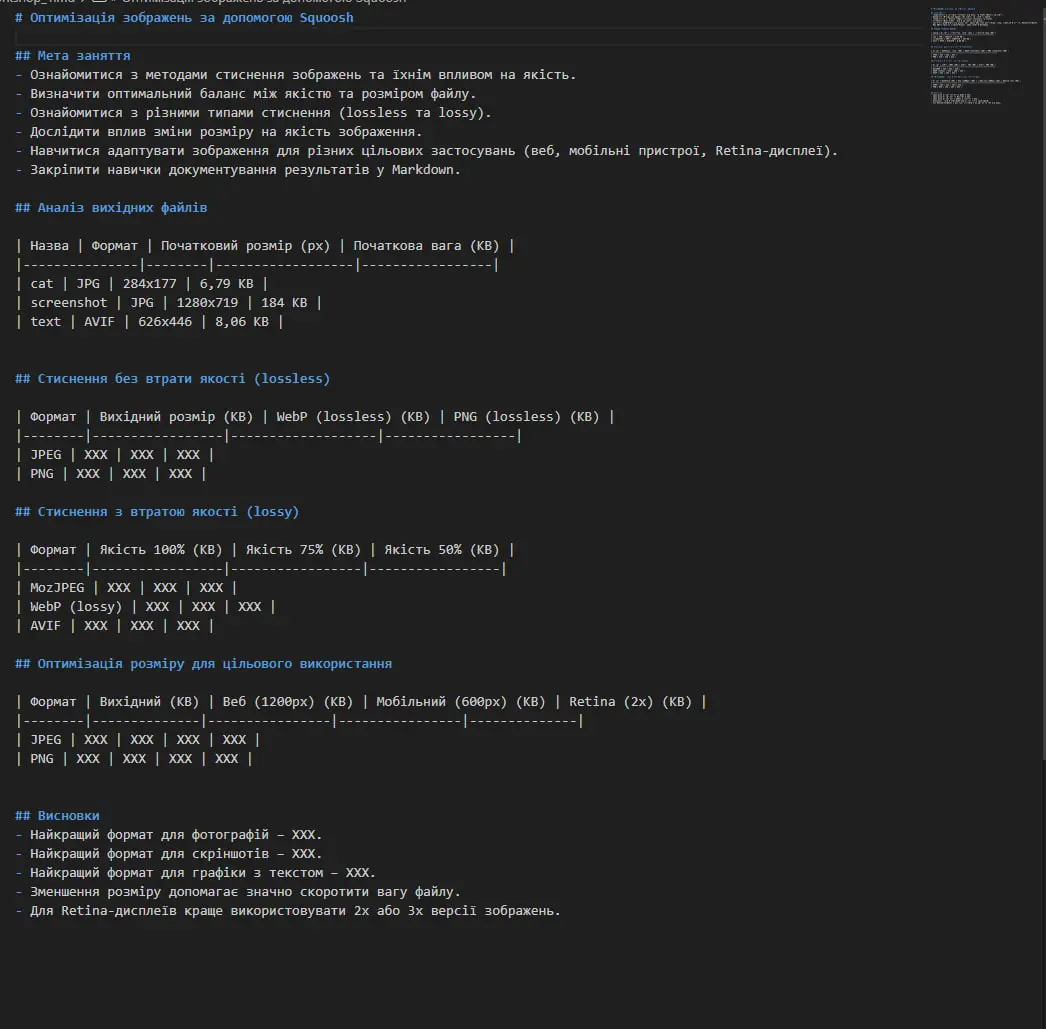 Оптимізація зображень за допомогою Squoosh
# Оптимізація зображень за допомогою Squoosh
## Мета заняття
- Ознайомитися з методами стиснення зображень та їхнім впливом на якість.
- Визначити оптимальний баланс між якістю та розміром файлу.
- Ознайомитися з різними типами стиснення (lossless та lossy).
- Дослідити вплив зміни розміру на якість зображення.
- Навчитися адаптувати зображення для різних цільових застосувань (веб, мобільні пристрої, Retina-дисплеї).
- Закріпити навички документування результатів у Markdown.
## Аналіз вихідних файлів
| Назва | Формат | Початковий розмір (px) | Початкова вага (KB) |
|---------------|--------|------------------|-----------------|
| cat | JPG | 284x177 | 6,79 KB |
| screenshot | JPG | 1280x719 | 184 KB |
| text | AVIF | 626x446 | 8,06 KB |
## Стиснення без втрати якості (lossless)
| Формат | Вихідний розмір (KB) | WebP (lossless) (KB) | PNG (lossless) (KB) |
|--------|-----------------|-------------------|-----------------|
| JPEG | XXX | XXX | XXX |
| PNG | XXX | XXX | XXX |
## Стиснення з втратою якості (lossy)
| Формат | Якість 100% (KB) | Якість 75% (KB) | Якість 50% (KB) |
|--------|-----------------|-----------------|-----------------|
| MozJPEG | XXX | XXX | XXX |
| WebP (lossy) | XXX | XXX | XXX |
| AVIF | XXX | XXX | XXX |
## Оптимізація розміру для цільового використання
| Формат | Вихідний (KB) | Веб (1200px) (KB) | Мобільний (600px) (KB) | Retina (2x) (KB) |
|--------|--------------|----------------|----------------|--------------|
| JPEG | XXX | XXX | XXX | XXX |
| PNG | XXX | XXX | XXX | XXX |
## Висновки
- Найкращий формат для фотографій – XXX.
- Найкращий формат для скріншотів – XXX.
- Найкращий формат для графіки з текстом – XXX.
- Зменшення розміру допомагає значно скоротити вагу файлу.
- Для Retina-дисплеїв краще використовувати 2x або 3x версії зображень.